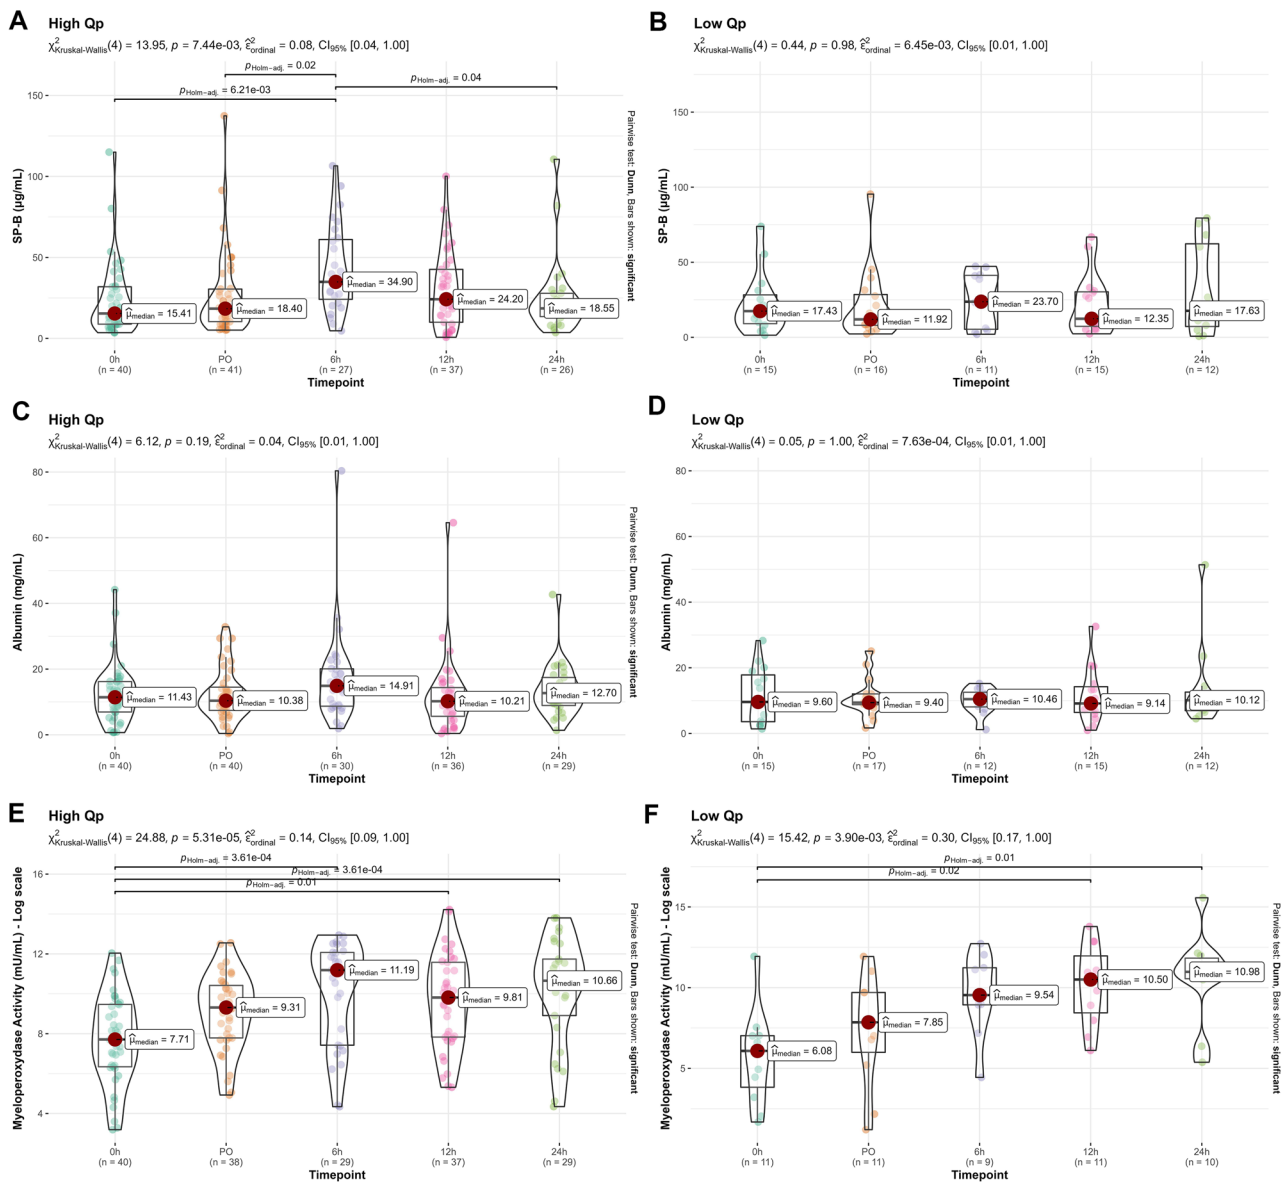 A
High Qp
χ²Kruskal−Wallis(4) = 13.95, p = 7.44e-03, ε̂²ordinal = 0.08, CI95% [0.04, 1.00]
pHolm−adj. = 0.02
pHolm−adj. = 0.04
pHolm−adj. = 6.21e-03
150
100
50
0
SP-B (µg/mL)
μ̂median = 15.41
μ̂median = 18.40
μ̂median = 34.90
μ̂median = 24.20
μ̂median = 18.55
Pairwise test: Dunn, Bars shown: significant
0h PO 6h 12h 24h
(n = 40) (n = 41) (n = 27) (n = 37) (n = 26)
Timepoint
B
Low Qp
χ²Kruskal−Wallis(4) = 0.44, p = 0.98, ε̂²ordinal = 6.45e-03, CI95% [0.01, 1.00]
150
100
50
0
SP-B (µg/mL)
μ̂median = 17.43
μ̂median = 11.92
μ̂median = 23.70
μ̂median = 12.35
μ̂median = 17.63
0h PO 6h 12h 24h
(n = 15) (n = 16) (n = 11) (n = 15) (n = 12)
Timepoint
C
High Qp
χ²Kruskal−Wallis(4) = 6.12, p = 0.19, ε̂²ordinal = 0.04, CI95% [0.01, 1.00]
80
60
40
20
0
Albumin (mg/mL)
μ̂median = 11.43
μ̂median = 10.38
μ̂median = 14.91
μ̂median = 10.21
μ̂median = 12.70
Pairwise test: Dunn, Bars shown: significant
0h PO 6h 12h 24h
(n = 40) (n = 40) (n = 30) (n = 36) (n = 29)
Timepoint
D
Low Qp
χ²Kruskal−Wallis(4) = 0.05, p = 1.00, ε̂²ordinal = 7.63e-04, CI95% [0.01, 1.00]
80
60
40
20
0
Albumin (mg/mL)
μ̂median = 9.60
μ̂median = 9.40
μ̂median = 10.46
μ̂median = 9.14
μ̂median = 10.12
0h PO 6h 12h 24h
(n = 15) (n = 17) (n = 12) (n = 15) (n = 12)
Timepoint
E
High Qp
χ²Kruskal−Wallis(4) = 24.88, p = 5.31e-05, ε̂²ordinal = 0.14, CI95% [0.09, 1.00]
pHolm−adj. = 3.61e-04
pHolm−adj. = 3.61e-04
pHolm−adj. = 0.01
16
12
8
4
Myeloperoxydase Activity (mU/mL) - Log scale
μ̂median = 7.71
μ̂median = 9.31
μ̂median = 11.19
μ̂median = 9.81
μ̂median = 10.66
Pairwise test: Dunn, Bars shown: significant
0h PO 6h 12h 24h
(n = 40) (n = 38) (n = 29) (n = 37) (n = 29)
Timepoint
F
Low Qp
χ²Kruskal−Wallis(4) = 15.42, p = 3.90e-03, ε̂²ordinal = 0.30, CI95% [0.17, 1.00]
pHolm−adj. = 0.01
pHolm−adj. = 0.02
15
10
5
Myeloperoxydase Activity (mU/mL) - Log scale
μ̂median = 6.08
μ̂median = 7.85
μ̂median = 9.54
μ̂median = 10.50
μ̂median = 10.98
Pairwise test: Dunn, Bars shown: significant
0h PO 6h 12h 24h
(n = 11) (n = 11) (n = 9) (n = 11) (n = 10)
Timepoint